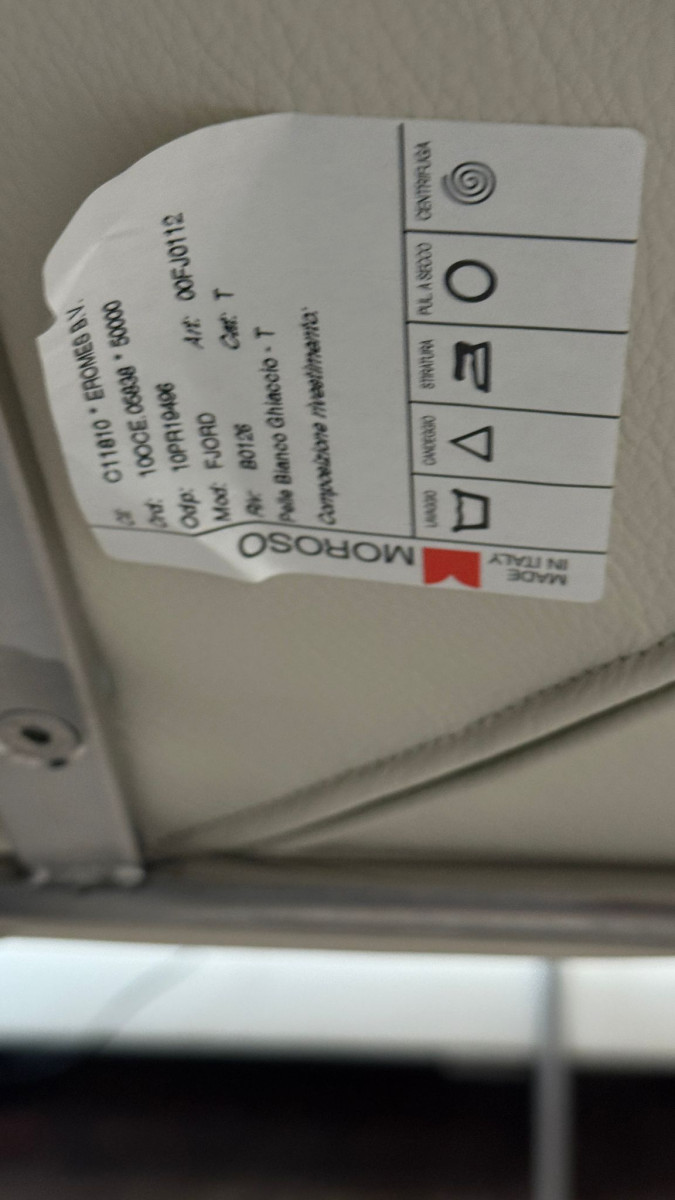 MOROSO
MADE
IN ITALY
Cl: C11810 * EROMES B.V.
Ord: 10OCE.05838 * 50000
Odp: 10PR19496 Art: 00FJ0112
Mod: FJORD Cat: T
Riv: B0126
Pelle Bianco Ghiaccio - T
Composizione rivestimento:
LAVAGGIO CANDEGGIO STIRATURA PUL. A SECCO CENTRIFUGA